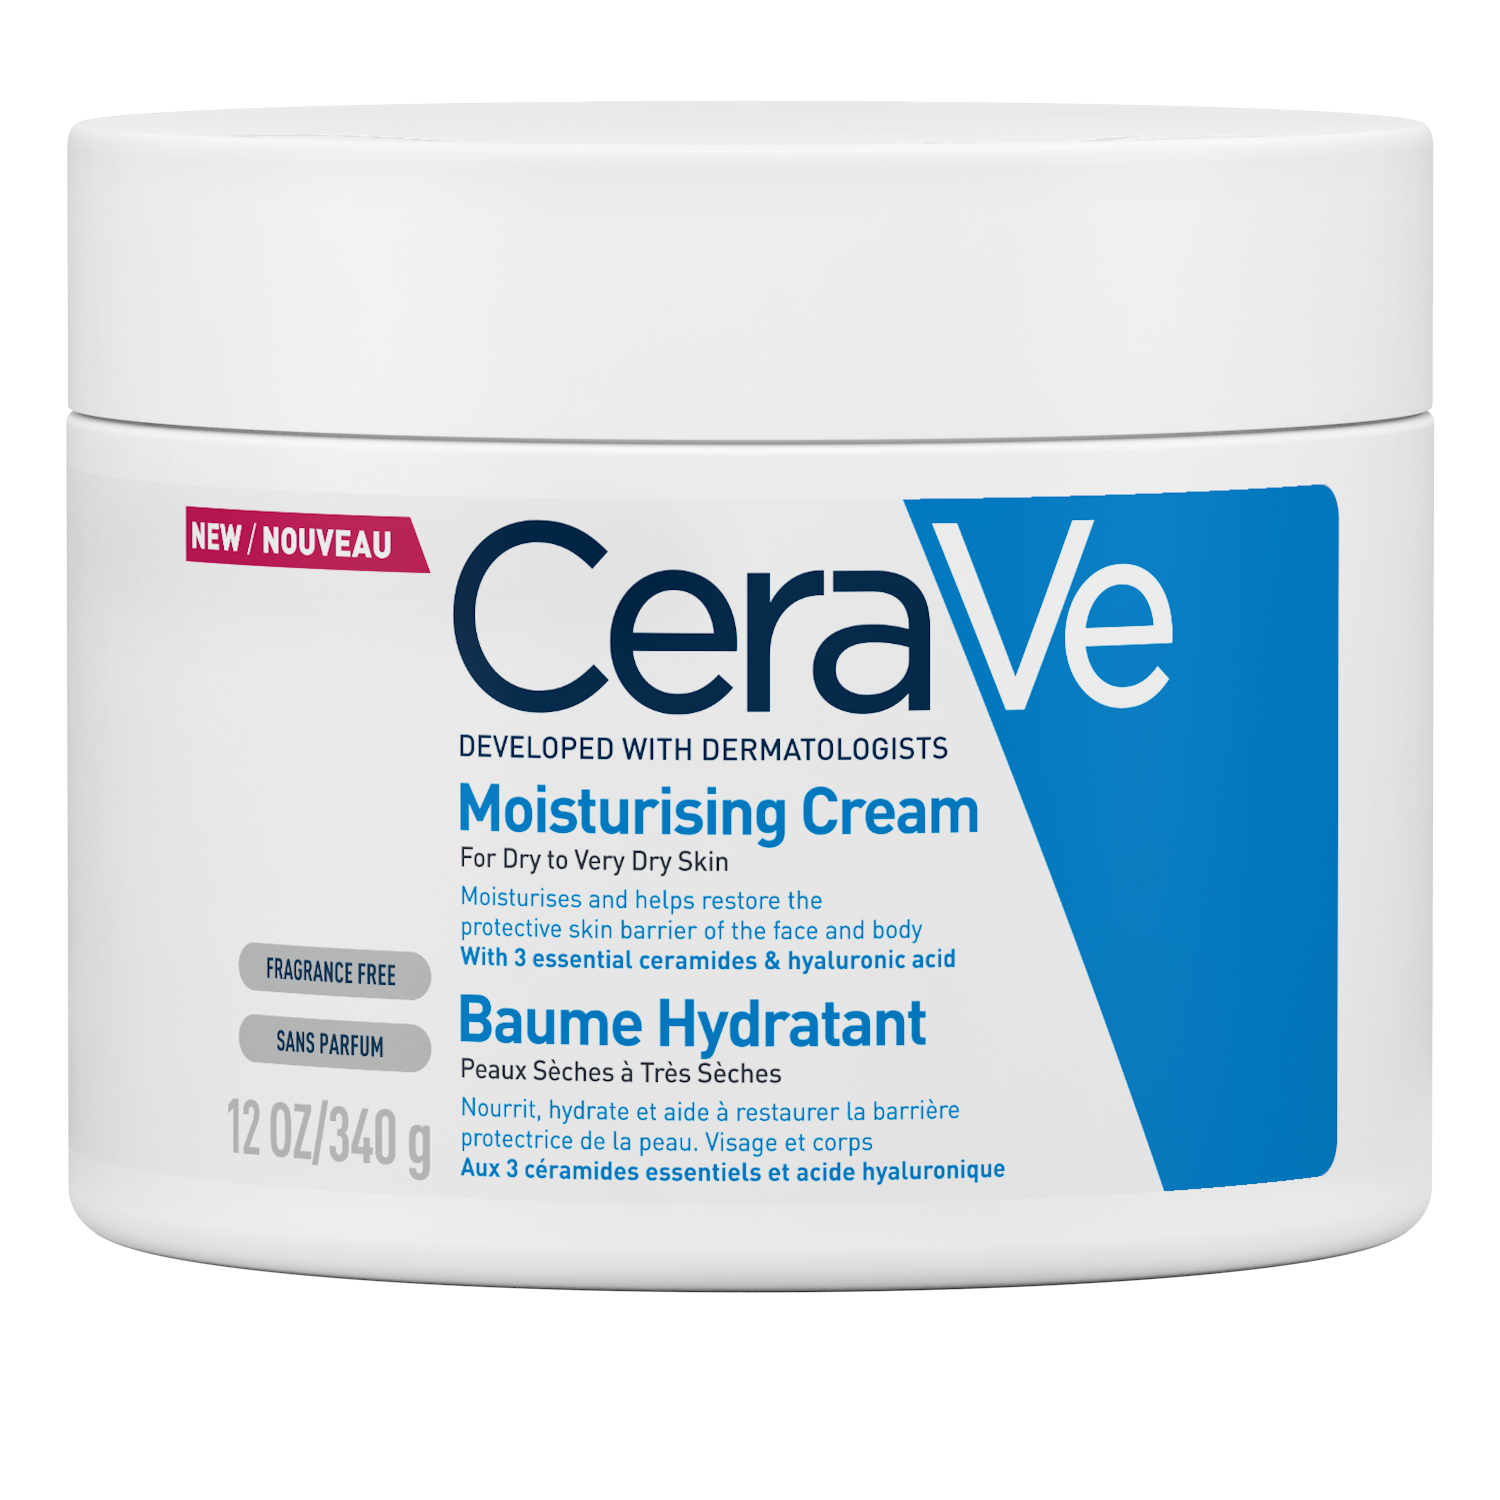 NEW / NOUVEAU
CeraVe
DEVELOPED WITH DERMATOLOGISTS
Moisturising Cream
For Dry to Very Dry Skin
Moisturises and helps restore the
protective skin barrier of the face and body
With 3 essential ceramides & hyaluronic acid
FRAGRANCE FREE
Baume Hydratant
SANS PARFUM
Peaux Sèches à Très Sèches
Nourrit, hydrate et aide à restaurer la barrière
protectrice de la peau. Visage et corps
Aux 3 céramides essentiels et acide hyaluronique
12 OZ/340 g